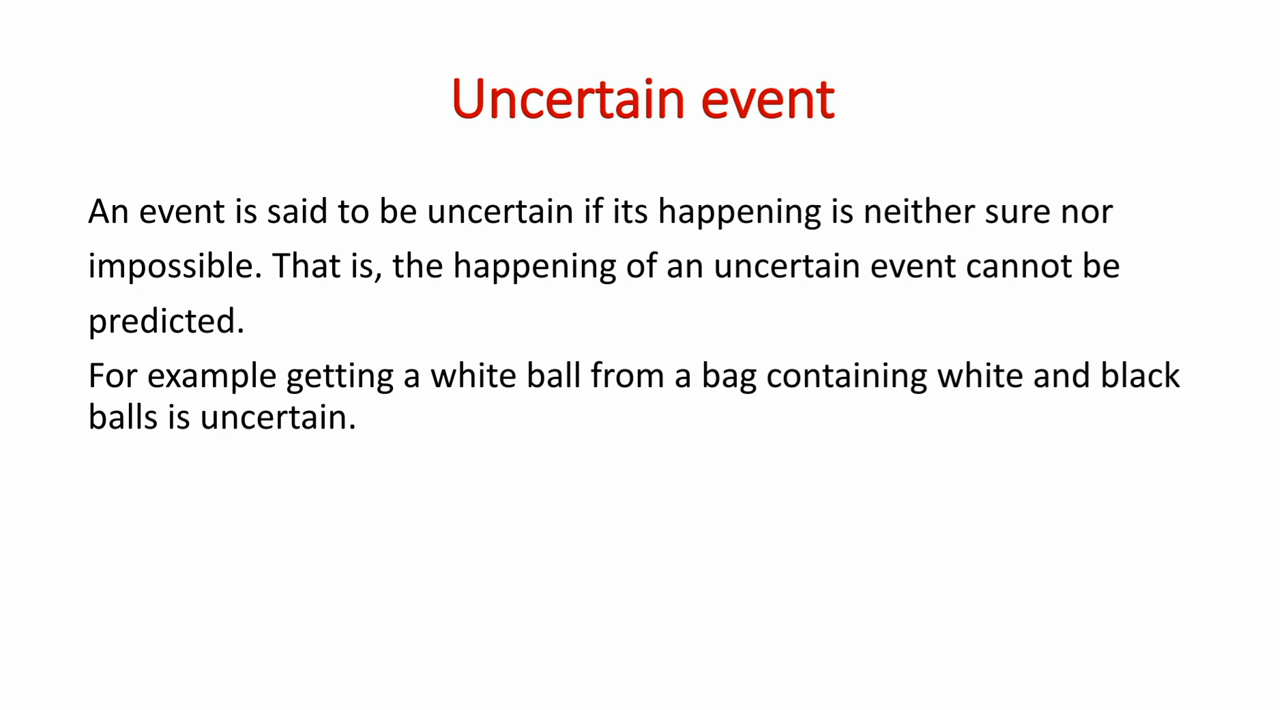 Uncertain event
An event is said to be uncertain if its happening is neither sure nor
impossible. That is, the happening of an uncertain event cannot be
predicted.
For example getting a white ball from a bag containing white and black
balls is uncertain.